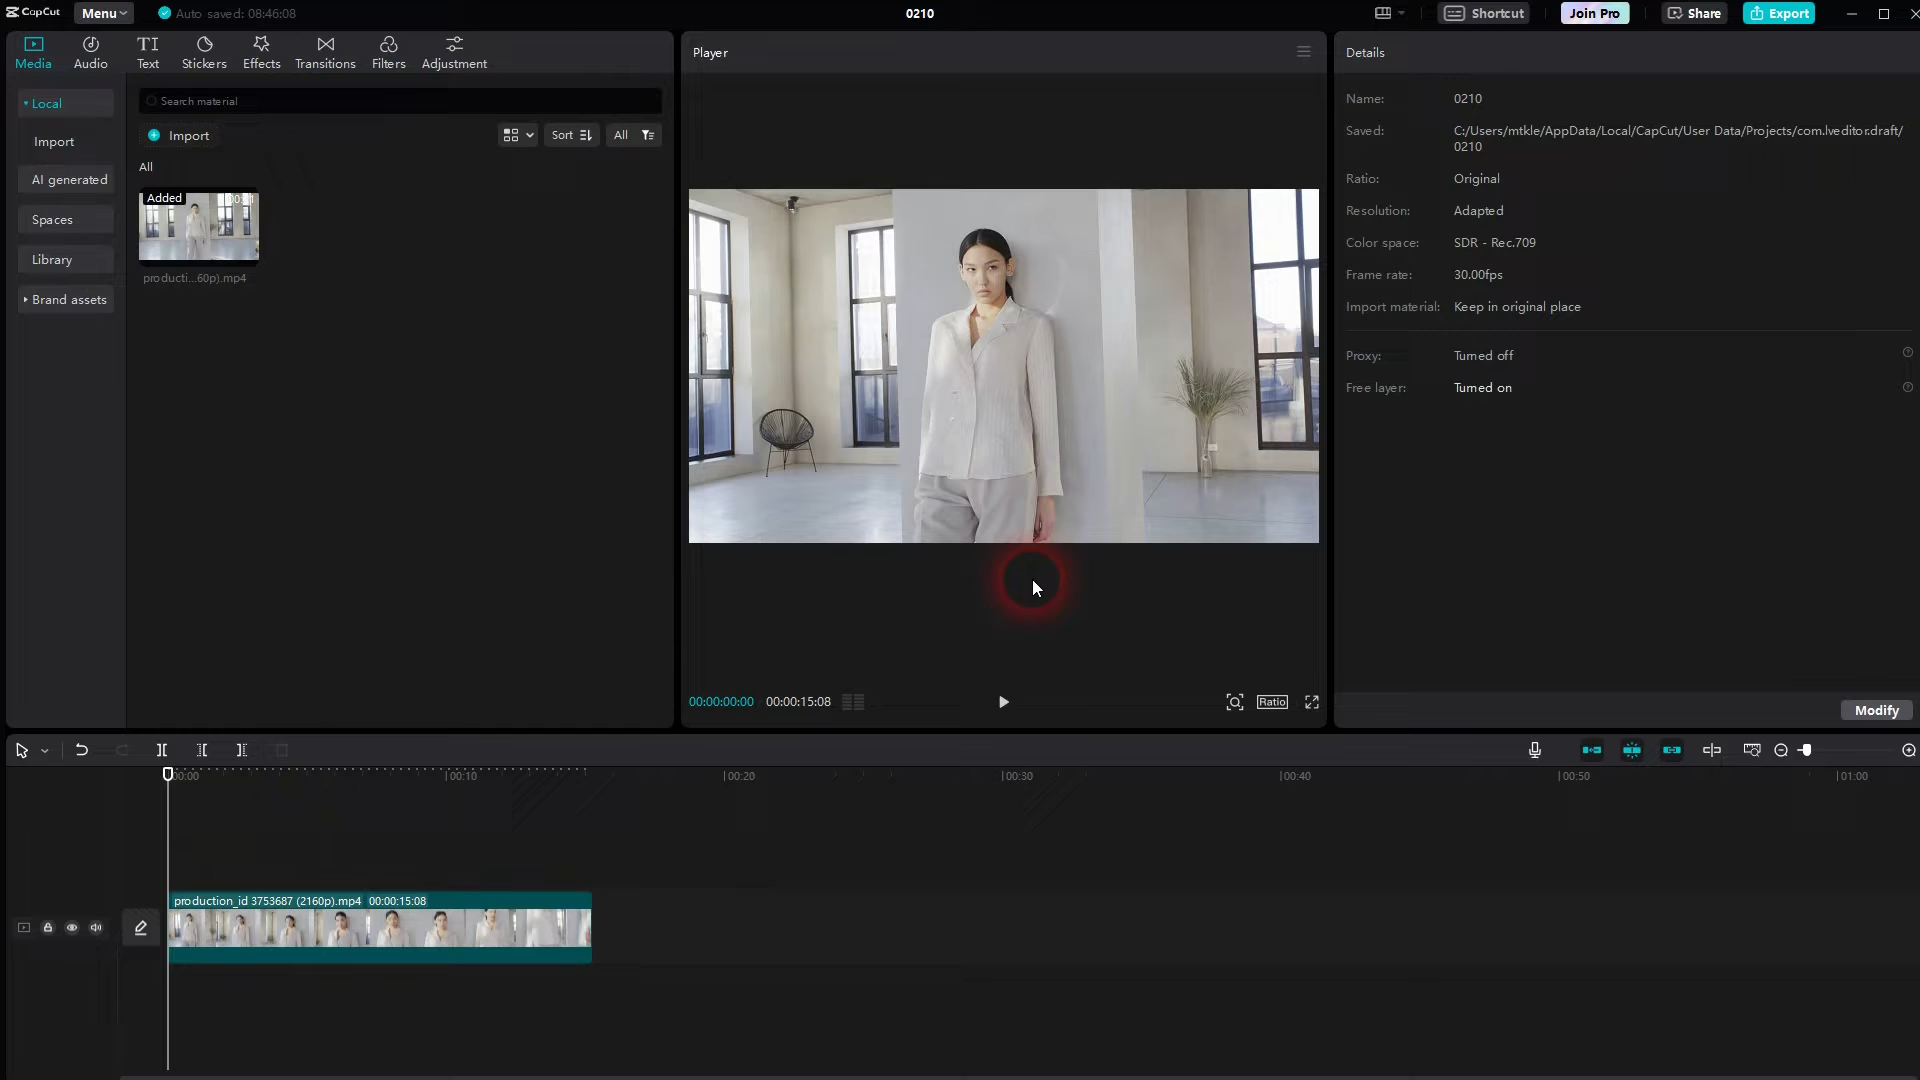 CapCut
Menu
Auto saved: 08:46:08
0210
Shortcut
Join Pro
Share
Export
Media
Audio
TI
Text
Stickers
Effects
Transitions
Filters
Adjustment
Local
Import
AI generated
Spaces
Library
Brand assets
Search material
Import
Sort
All
All
Added
producti...60p).mp4
Player
00:00:00:00
00:00:15:08
Ratio
Details
Name:
0210
Saved:
C:/Users/mtkle/AppData/Local/CapCut/User Data/Projects/com.lveditor.draft/
0210
Ratio:
Original
Resolution:
Adapted
Color space:
SDR - Rec.709
Frame rate:
30.00fps
Import material:
Keep in original place
Proxy:
Turned off
Free layer:
Turned on
Modify
00:00
00:10
00:20
00:30
00:40
00:50
01:00
production_id 3753687 (2160p).mp4
00:00:15:08